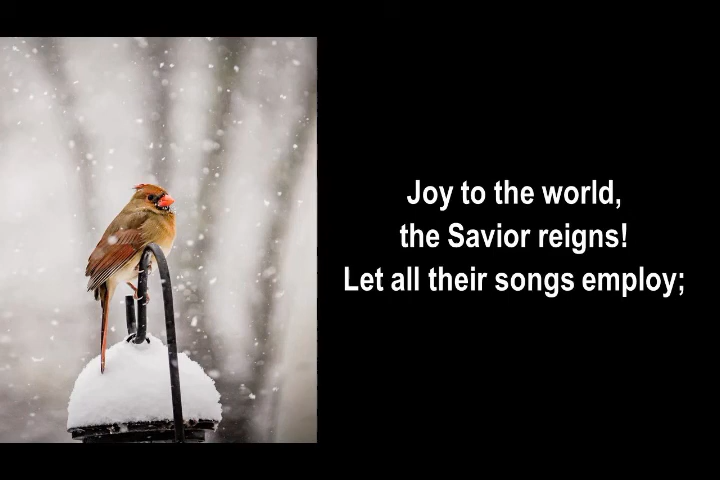 Joy to the world,
the Savior reigns!
Let all their songs employ;